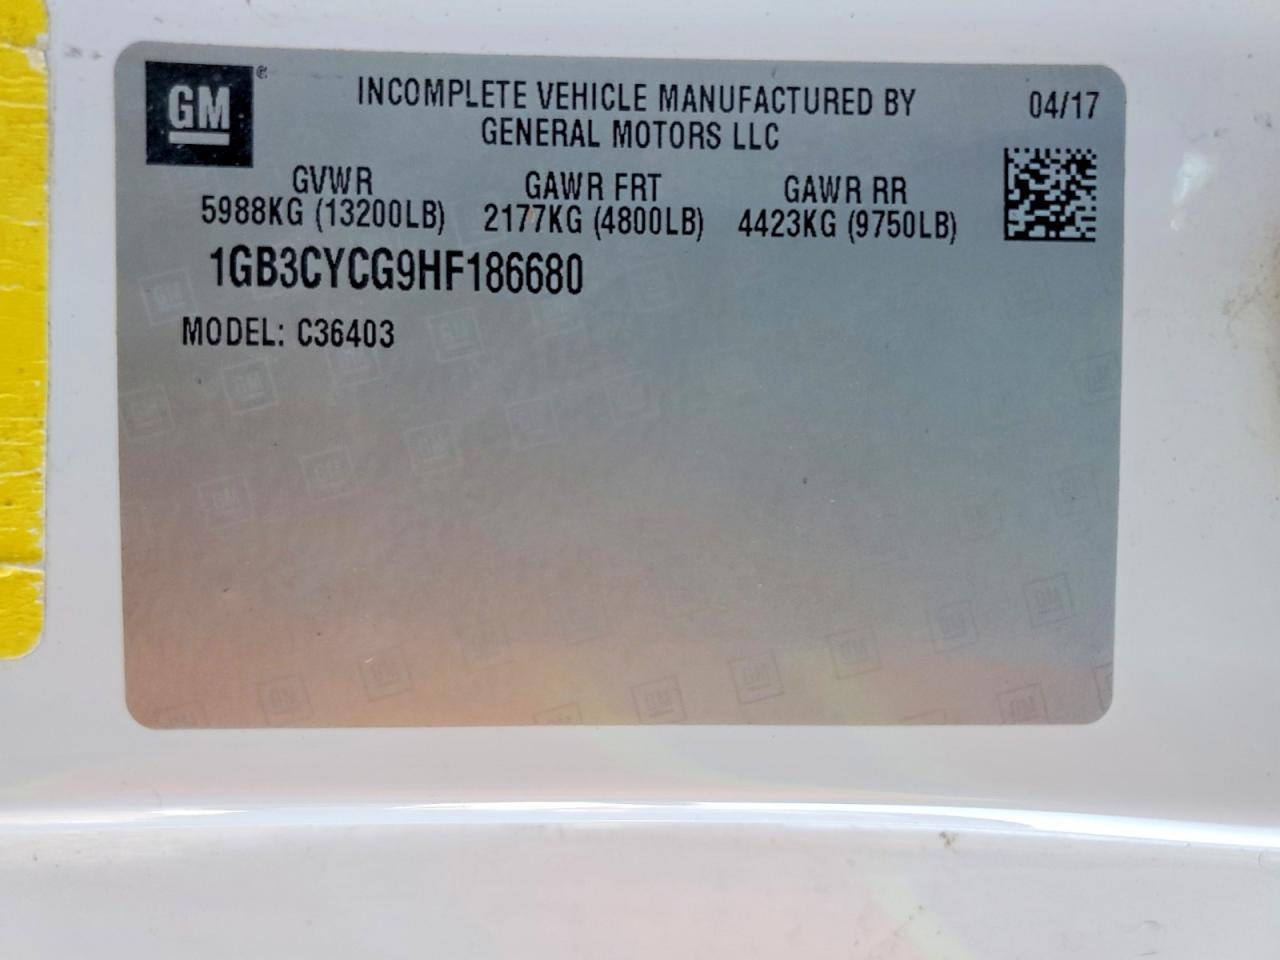 GM®
INCOMPLETE VEHICLE MANUFACTURED BY
GENERAL MOTORS LLC
04/17
GVWR GAWR FRT GAWR RR
5988KG (13200LB) 2177KG (4800LB) 4423KG (9750LB)
1GB3CYCG9HF186680
MODEL: C36403